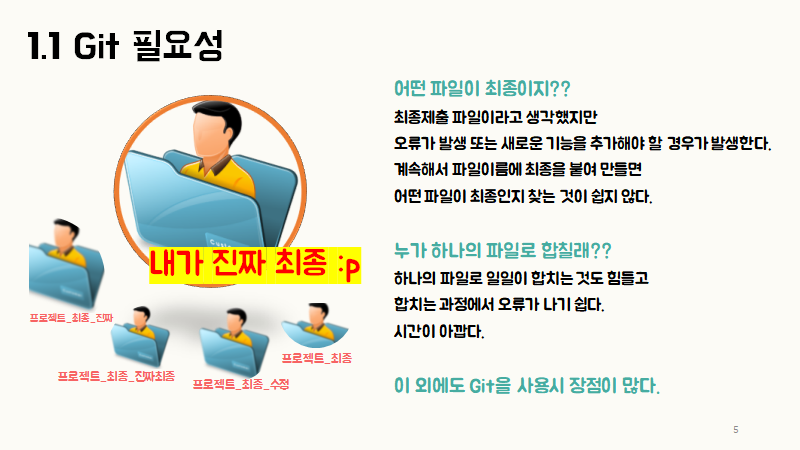 1.1 Git 필요성
어떤 파일이 최종이지??
최종제출 파일이라고 생각했지만
오류가 발생 또는 새로운 기능을 추가해야 할 경우가 발생한다.
계속해서 파일이름에 최종을 붙여 만들면
어떤 파일이 최종인지 찾는 것이 쉽지 않다.
누가 하나의 파일로 합칠래??
하나의 파일로 일일이 합치는 것도 힘들고
합치는 과정에서 오류가 나기 쉽다.
시간이 아깝다.
이 외에도 Git을 사용시 장점이 많다.
내가 진짜 최종 :p
프로젝트_최종_진짜
프로젝트_최종_진짜최종
프로젝트_최종_수정
프로젝트_최종
5